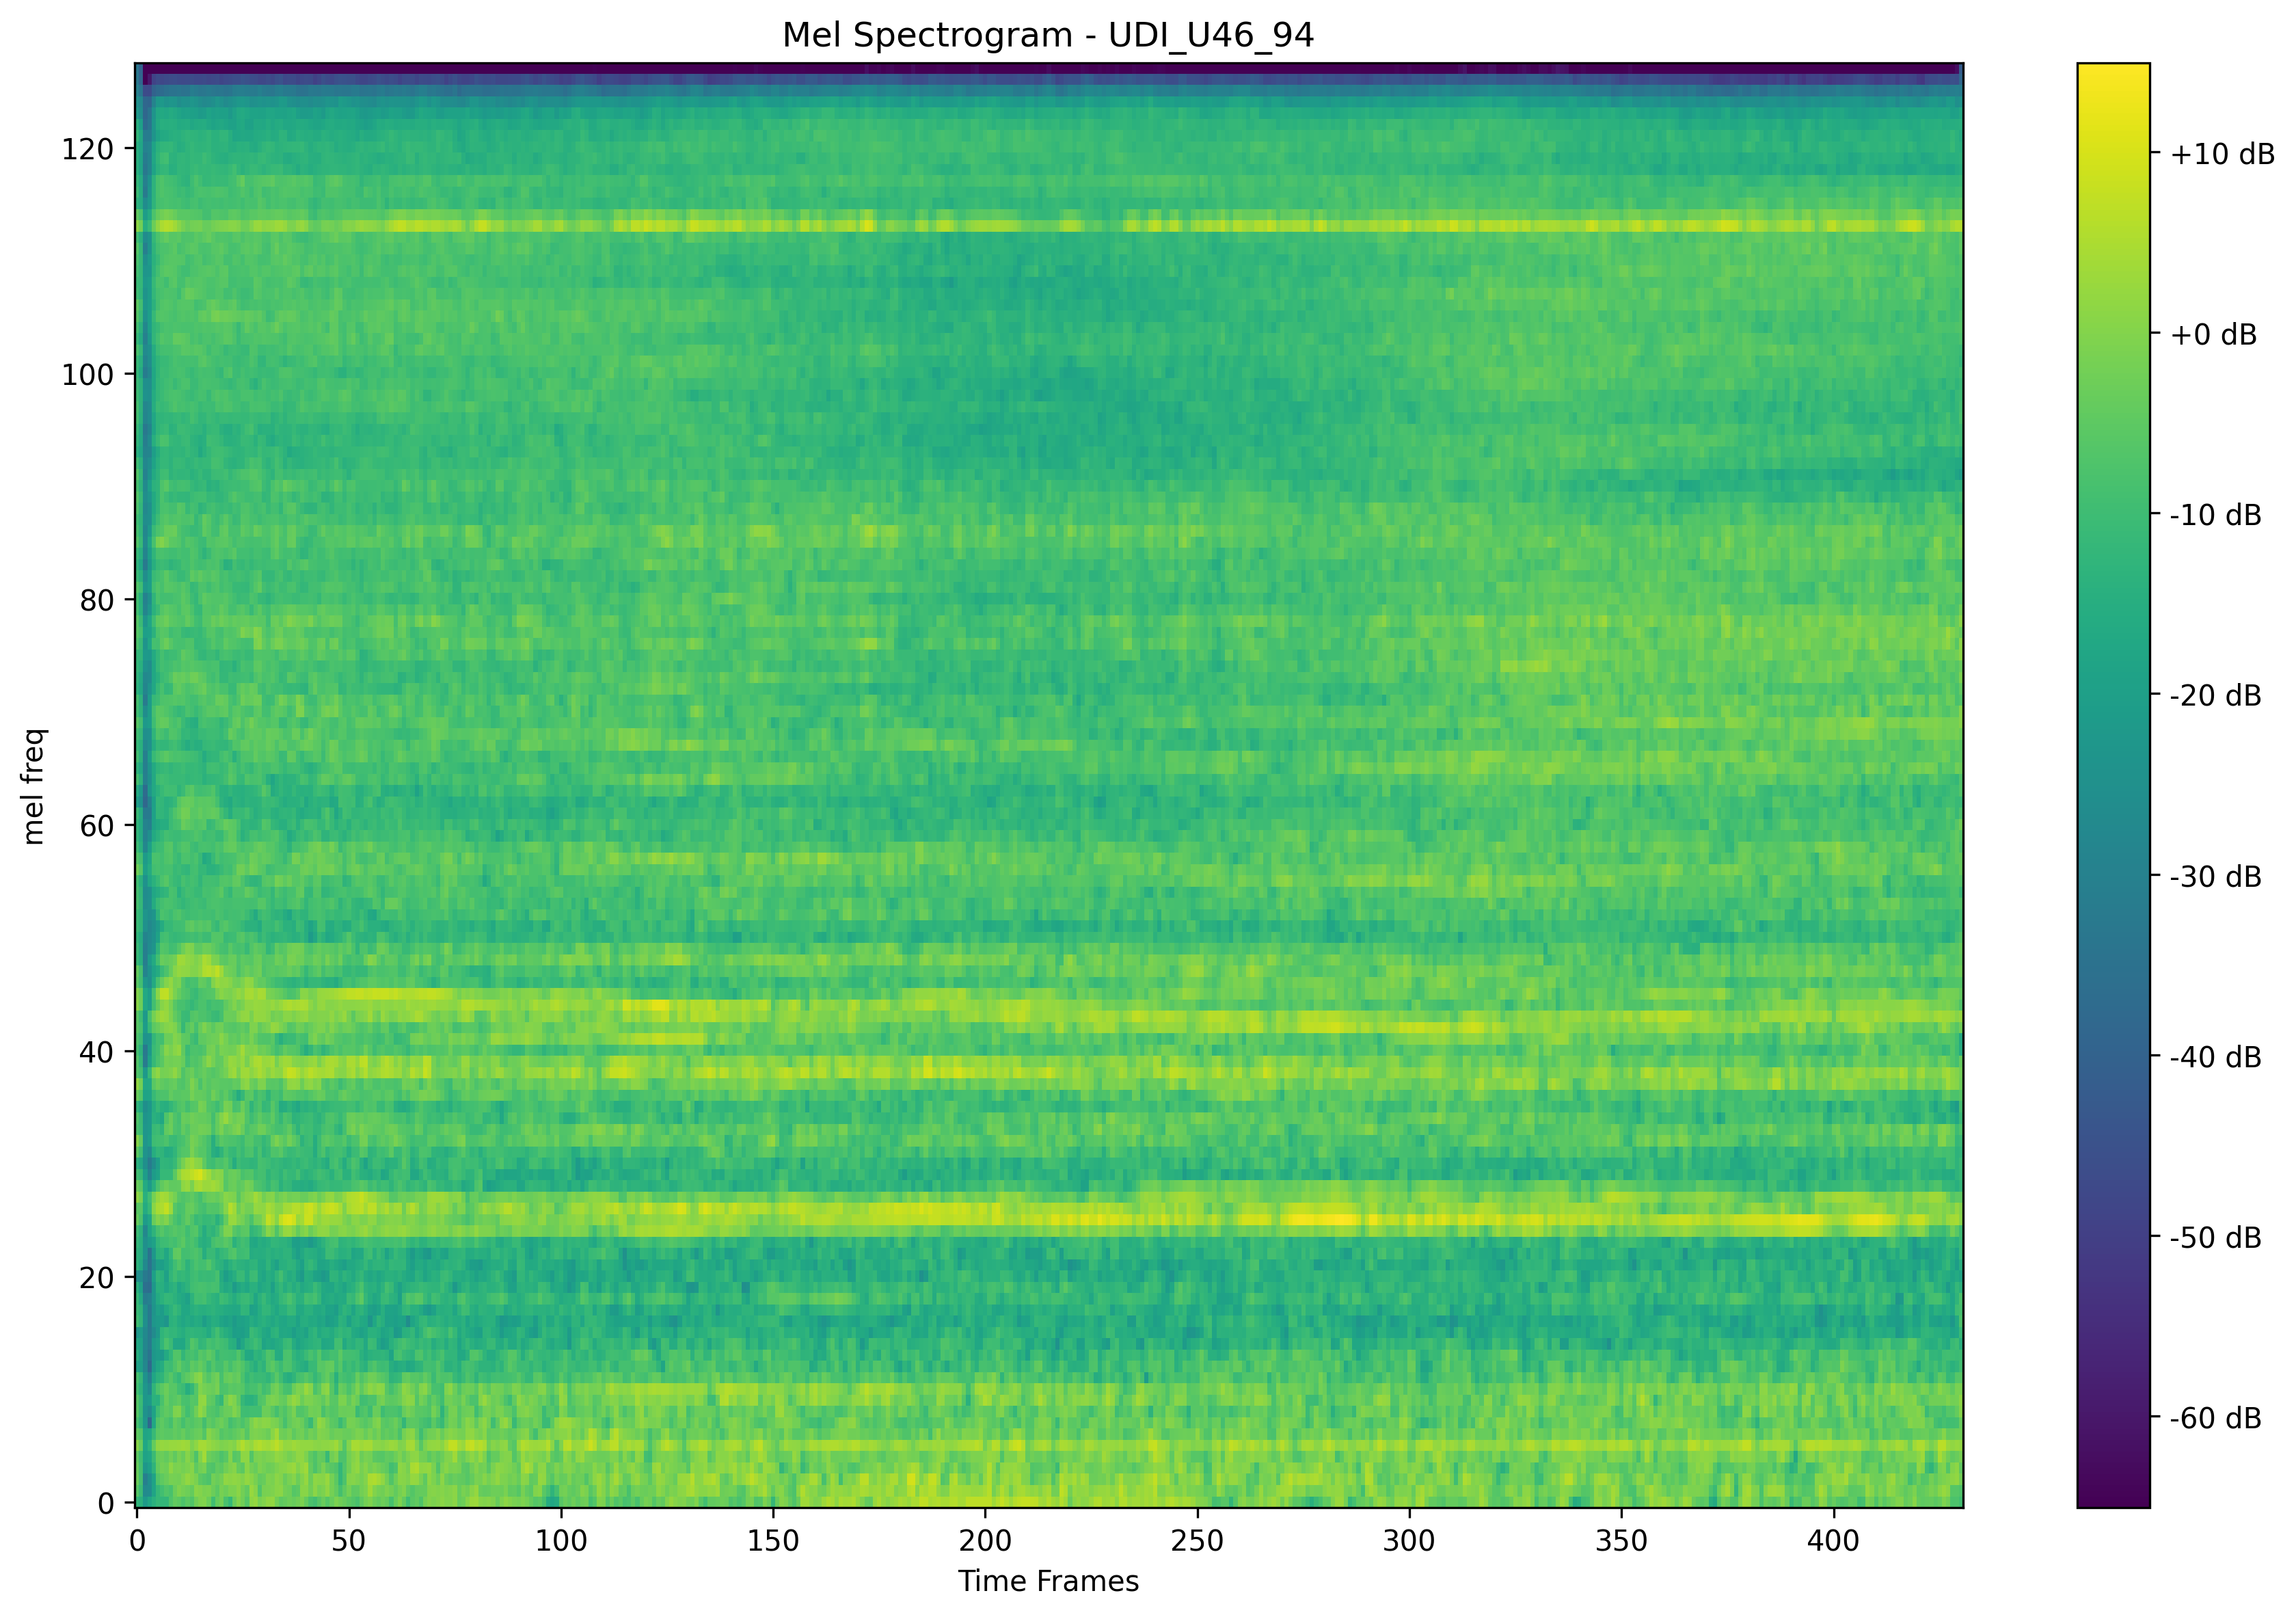 Mel Spectrogram - UDI_U46_94
mel freq
120
100
80
60
40
20
0
0 50 100 150 200 250 300 350 400
Time Frames
+10 dB
+0 dB
-10 dB
-20 dB
-30 dB
-40 dB
-50 dB
-60 dB